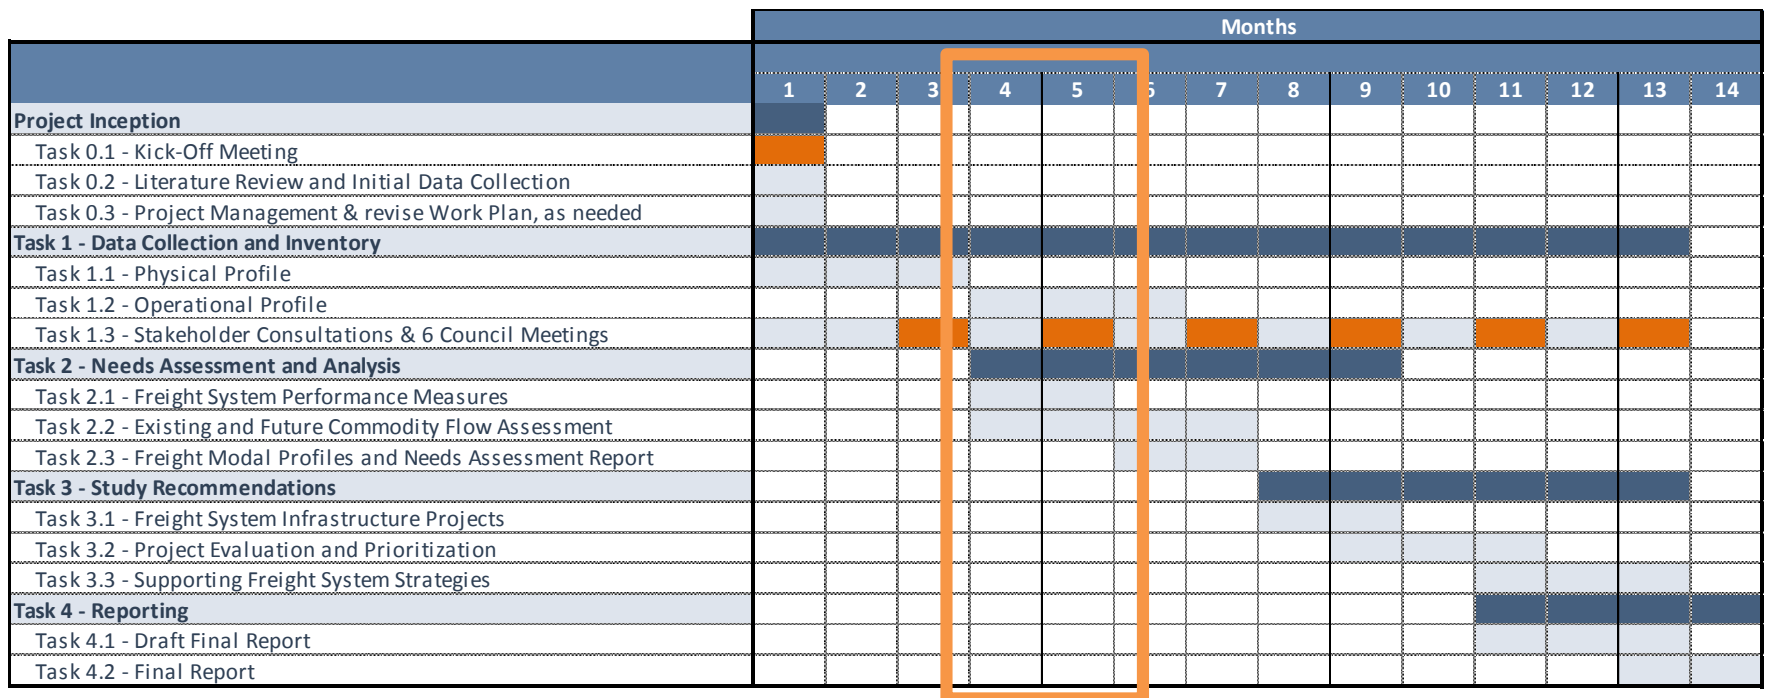 Months
1 2 3 4 5 6 7 8 9 10 11 12 13 14
Project Inception
Task 0.1 - Kick-Off Meeting
Task 0.2 - Literature Review and Initial Data Collection
Task 0.3 - Project Management & revise Work Plan, as needed
Task 1 - Data Collection and Inventory
Task 1.1 - Physical Profile
Task 1.2 - Operational Profile
Task 1.3 - Stakeholder Consultations & 6 Council Meetings
Task 2 - Needs Assessment and Analysis
Task 2.1 - Freight System Performance Measures
Task 2.2 - Existing and Future Commodity Flow Assessment
Task 2.3 - Freight Modal Profiles and Needs Assessment Report
Task 3 - Study Recommendations
Task 3.1 - Freight System Infrastructure Projects
Task 3.2 - Project Evaluation and Prioritization
Task 3.3 - Supporting Freight System Strategies
Task 4 - Reporting
Task 4.1 - Draft Final Report
Task 4.2 - Final Report